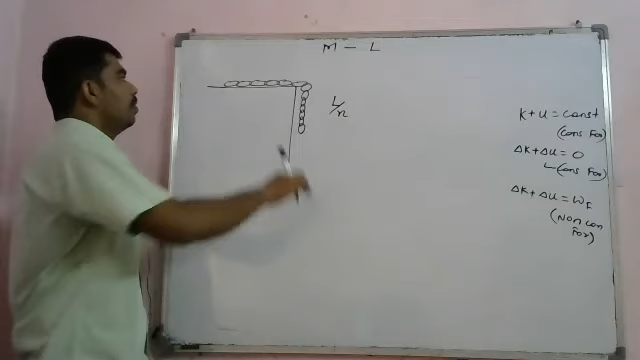 M - L
L/n
K+U = const
(cons For)
ΔK+ΔU = 0
(cons For)
ΔK+ΔU = W_f
(Non con
For)